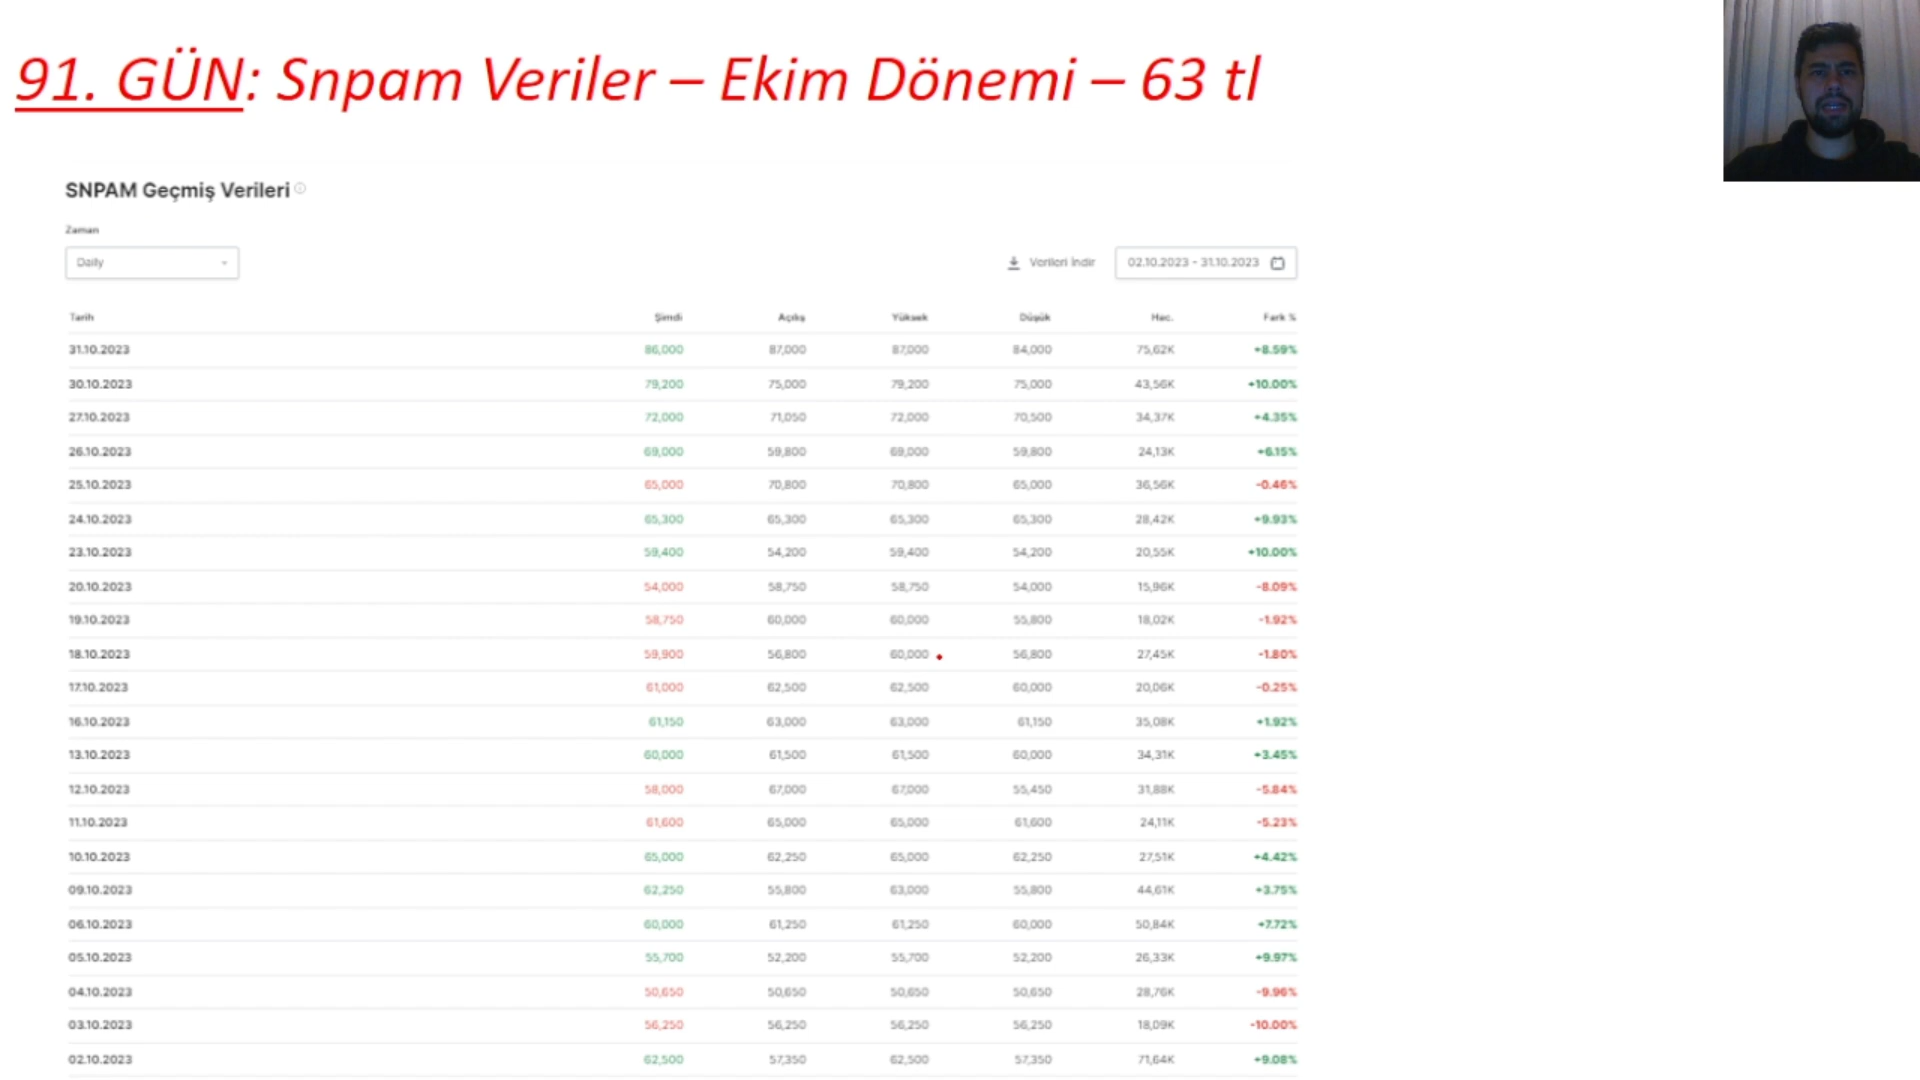 91. GÜN: Snpam Veriler – Ekim Dönemi – 63 tl
SNPAM Geçmiş Verileri
Zaman
Daily
Verileri İndir
02.10.2023 - 31.10.2023
Tarih Şimdi Açılış Yüksek Düşük Hac. Fark %
31.10.2023 86,000 87,000 87,000 84,000 75,62K +8.59%
30.10.2023 79,200 75,000 79,200 75,000 43,56K +10.00%
27.10.2023 72,000 71,050 72,000 70,500 34,37K +4.35%
26.10.2023 69,000 59,800 69,000 59,800 24,13K +6.15%
25.10.2023 65,000 70,800 70,800 65,000 36,56K -0.46%
24.10.2023 65,300 65,300 65,300 65,300 28,42K +9.93%
23.10.2023 59,400 54,200 59,400 54,200 20,55K +10.00%
20.10.2023 54,000 58,750 58,750 54,000 15,96K -8.09%
19.10.2023 58,750 60,000 60,000 55,800 18,02K -1.92%
18.10.2023 59,900 56,800 60,000 56,800 27,45K -1.80%
17.10.2023 61,000 62,500 62,500 60,000 20,06K -0.25%
16.10.2023 61,150 63,000 63,000 61,150 35,08K +1.92%
13.10.2023 60,000 61,500 61,500 60,000 34,31K +3.45%
12.10.2023 58,000 67,000 67,000 55,450 31,88K -5.84%
11.10.2023 61,600 65,000 65,000 61,600 24,11K -5.23%
10.10.2023 65,000 62,250 65,000 62,250 27,51K +4.42%
09.10.2023 62,250 55,800 63,000 55,800 44,61K +3.75%
06.10.2023 60,000 61,250 61,250 60,000 50,84K +7.72%
05.10.2023 55,700 52,200 55,700 52,200 26,33K +9.97%
04.10.2023 50,650 50,650 50,650 50,650 28,76K -9.96%
03.10.2023 56,250 56,250 56,250 56,250 18,09K -10.00%
02.10.2023 62,500 57,350 62,500 57,350 71,64K +9.08%